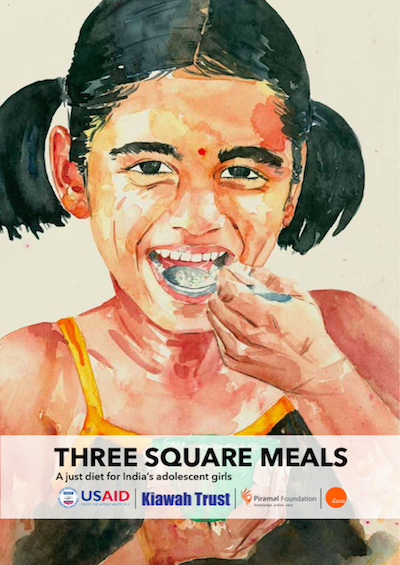 THREE SQUARE MEALS
A just diet for India's adolescent girls
USAID
FROM THE AMERICAN PEOPLE
Kiawah Trust
Piramal Foundation
knowledge action care